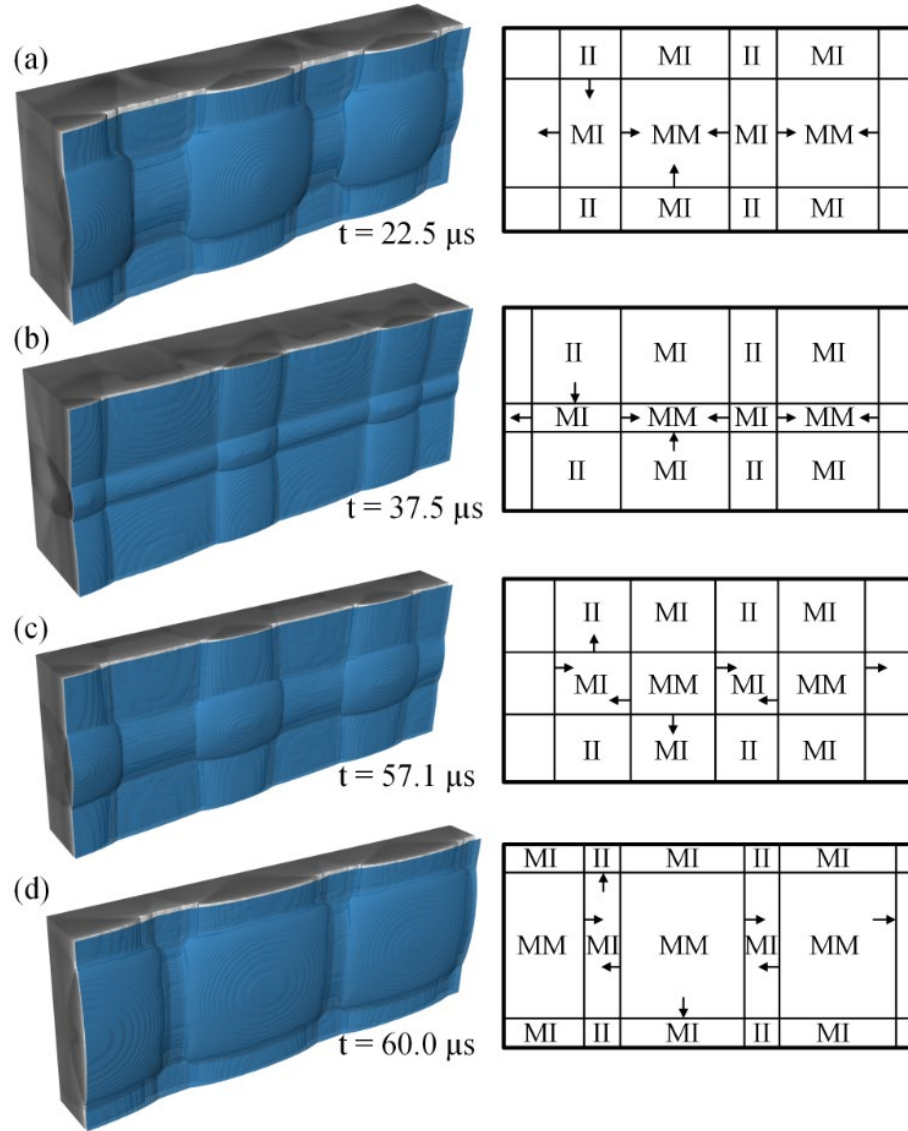 (a)
t = 22.5 μs
II MI II MI
MI MM MI MM
II MI II MI
(b)
t = 37.5 μs
II MI II MI
MI MM MI MM
II MI II MI
(c)
t = 57.1 μs
II MI II MI
MI MM MI MM
II MI II MI
(d)
t = 60.0 μs
MI II MI II MI
MM MI MM MI MM
MI II MI II MI